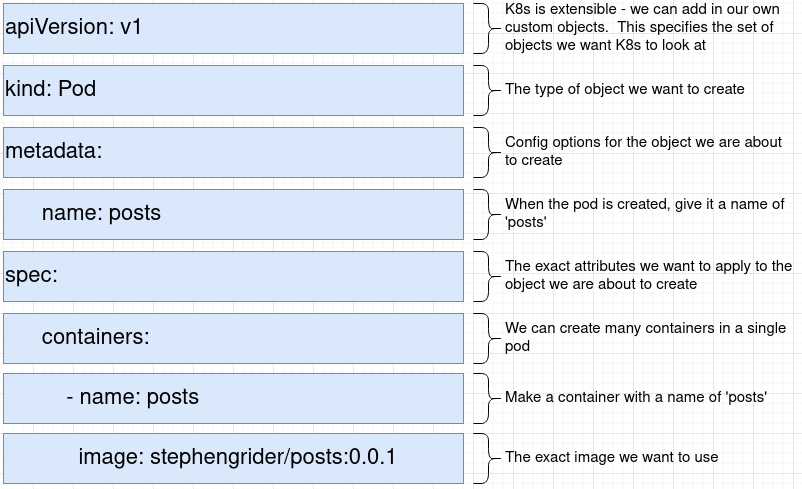 apiVersion: v1
K8s is extensible - we can add in our own
custom objects.  This specifies the set of
objects we want K8s to look at
kind: Pod
The type of object we want to create
metadata:
Config options for the object we are about
to create
name: posts
When the pod is created, give it a name of
'posts'
spec:
The exact attributes we want to apply to the
object we are about to create
containers:
We can create many containers in a single
pod
- name: posts
Make a container with a name of 'posts'
image: stephengrider/posts:0.0.1
The exact image we want to use